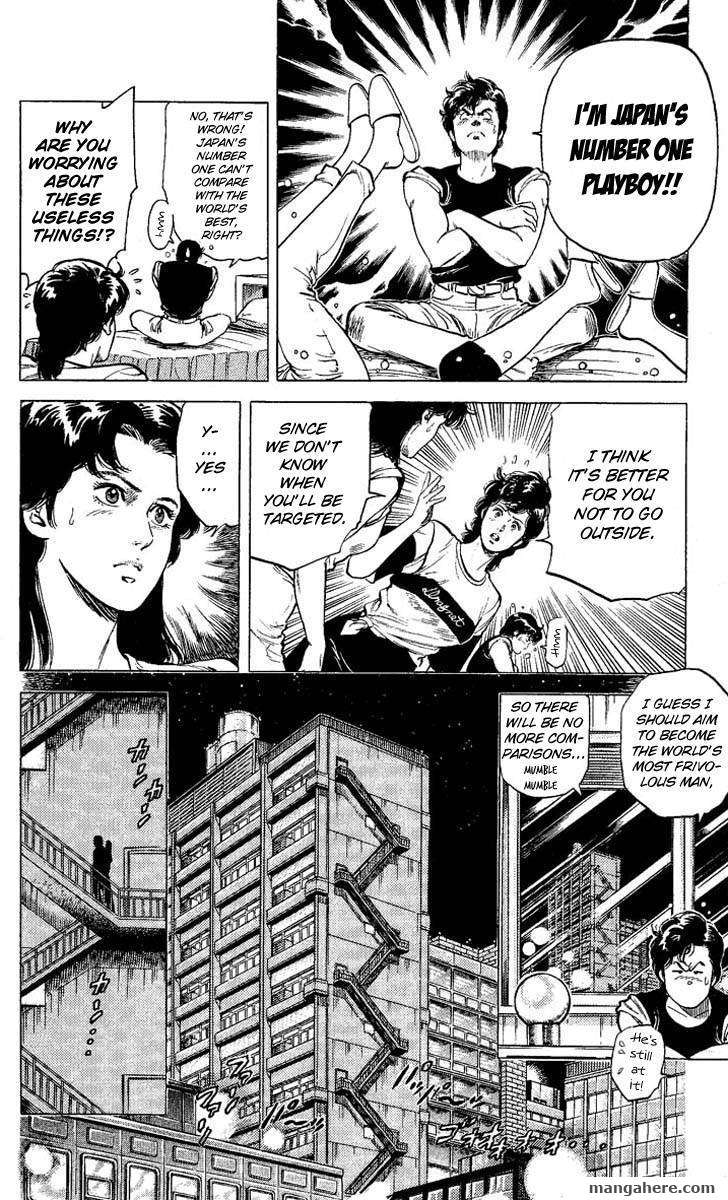 I'M JAPAN'S
NUMBER ONE
PLAYBOY!!
NO, THAT'S
WRONG!
JAPAN'S
NUMBER
ONE CAN'T
COMPARE
WITH THE
WORLD'S
BEST,
RIGHT?
WHY
ARE YOU
WORRYING
ABOUT
THESE
USELESS
THINGS!?
I THINK
IT'S BETTER
FOR YOU
NOT TO GO
OUTSIDE.
SINCE
WE DON'T
KNOW
WHEN
YOU'LL BE
TARGETED.
Dragnet
Hmm
Y-
...
YES
...
I GUESS I
SHOULD AIM
TO BECOME
THE WORLD'S
MOST FRIVO-
LOUS MAN,
SO THERE
WILL BE NO
MORE COM-
PARISONS...
MUMBLE
MUMBLE
He's
still
at
it!
mangahere.com